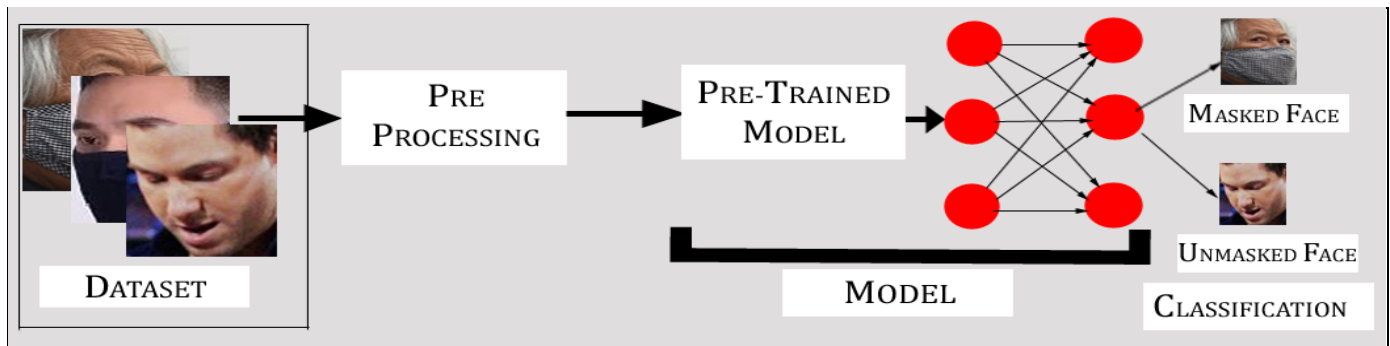 PRE
PROCESSING
PRE-TRAINED
MODEL
MASKED FACE
UNMASKED FACE
DATASET
MODEL
CLASSIFICATION